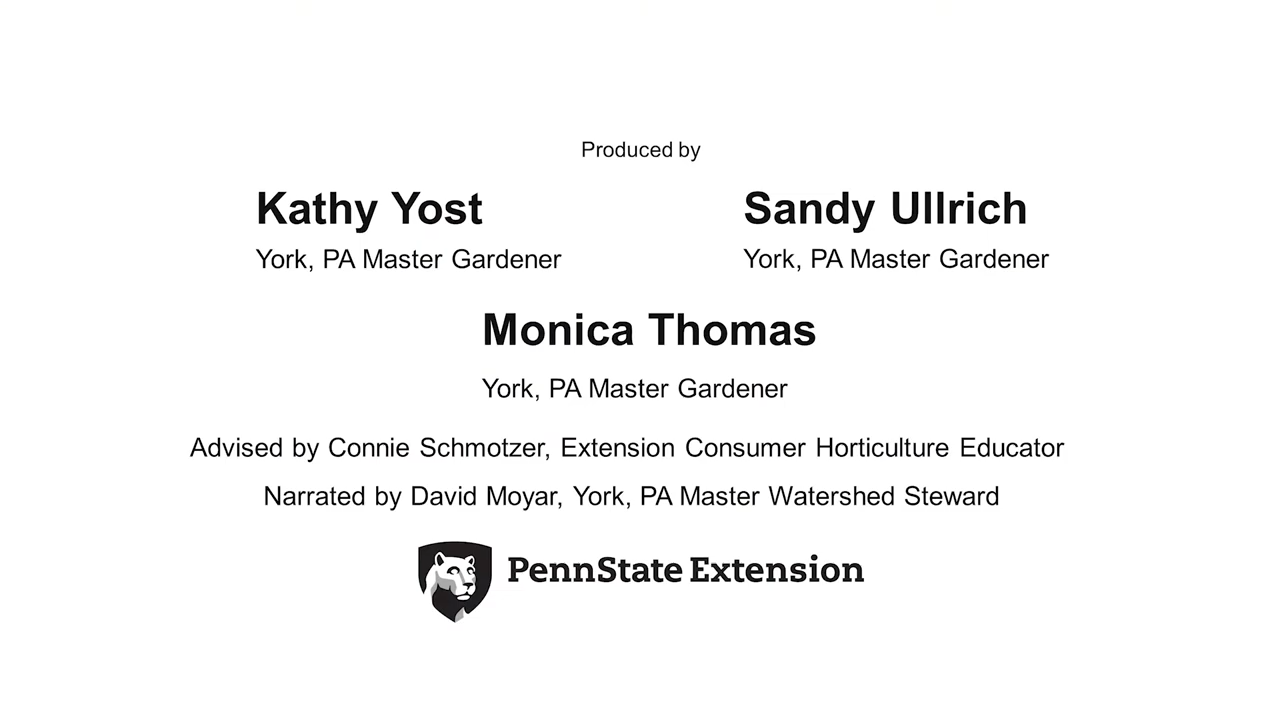 Produced by
Kathy Yost
Sandy Ullrich
York, PA Master Gardener
York, PA Master Gardener
Monica Thomas
York, PA Master Gardener
Advised by Connie Schmotzer, Extension Consumer Horticulture Educator
Narrated by David Moyar, York, PA Master Watershed Steward
PennState Extension